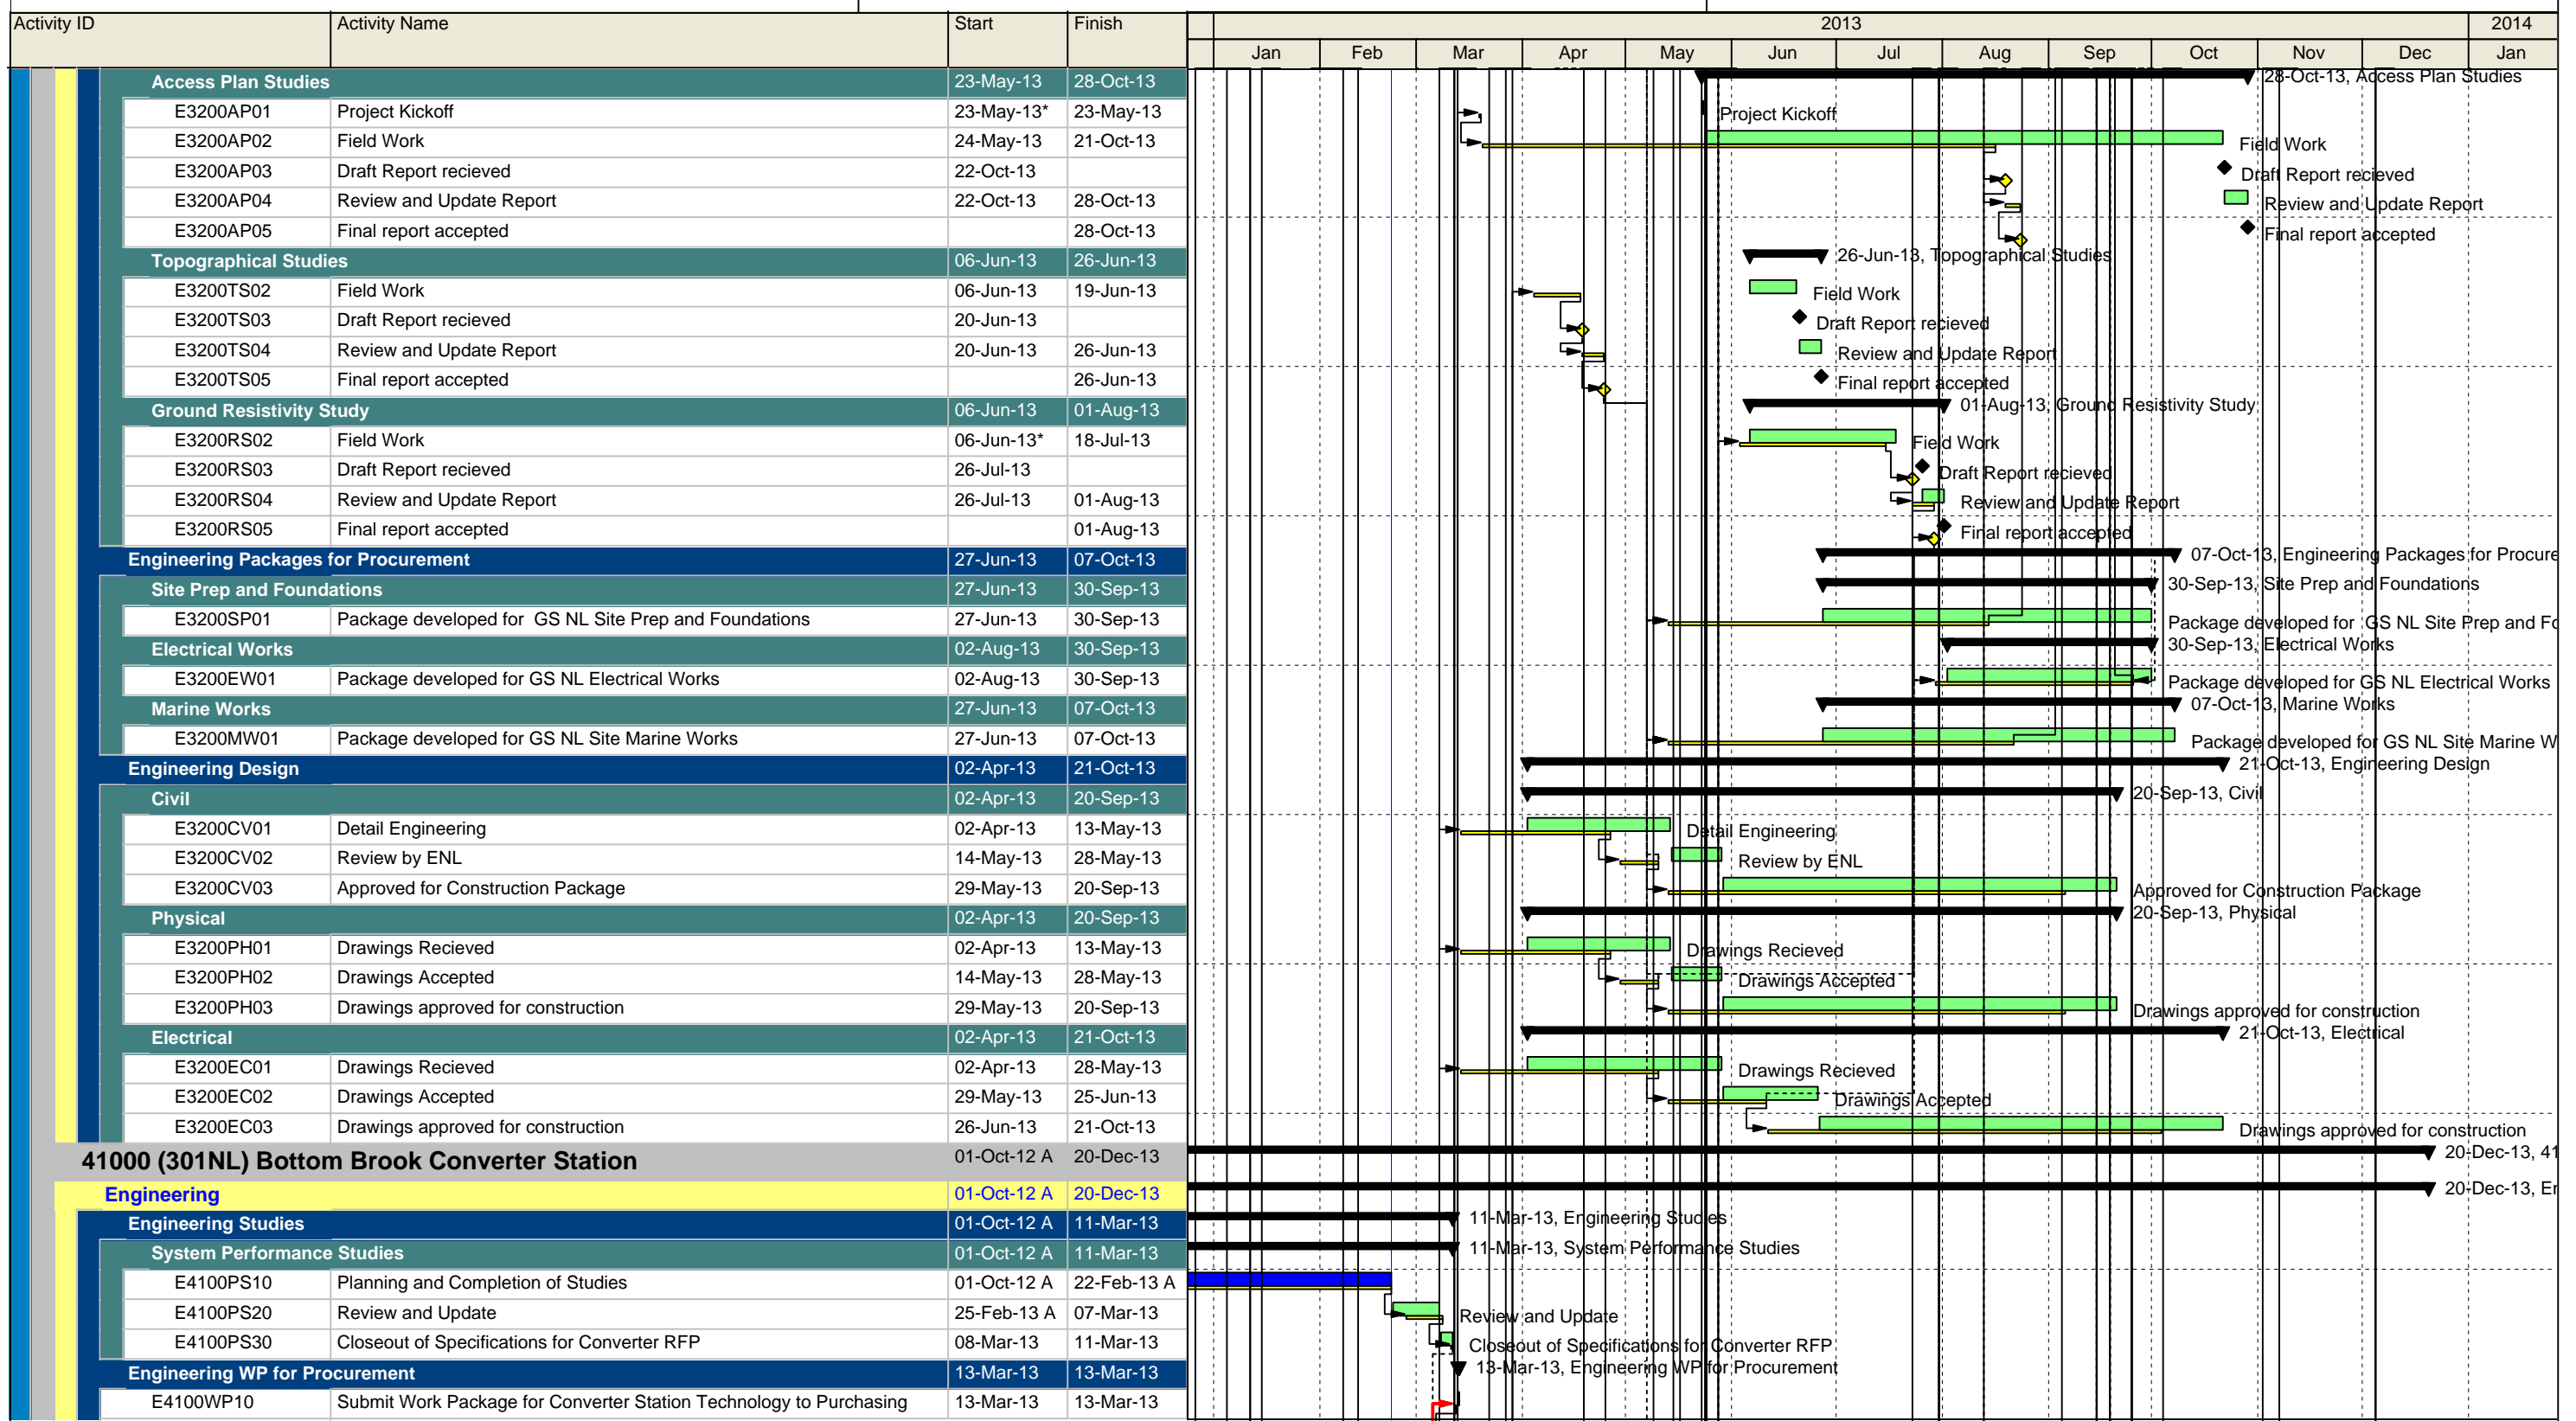 Activity ID Activity Name Start Finish 2013 2014
Jan Feb Mar Apr May Jun Jul Aug Sep Oct Nov Dec Jan
Access Plan Studies 23-May-13 28-Oct-13 28-Oct-13, Access Plan Studies
E3200AP01 Project Kickoff 23-May-13* 23-May-13 Project Kickoff
E3200AP02 Field Work 24-May-13 21-Oct-13 Field Work
E3200AP03 Draft Report recieved 22-Oct-13 Draft Report recieved
E3200AP04 Review and Update Report 22-Oct-13 28-Oct-13 Review and Update Report
E3200AP05 Final report accepted 28-Oct-13 Final report accepted
Topographical Studies 06-Jun-13 26-Jun-13 26-Jun-13, Topographical Studies
E3200TS02 Field Work 06-Jun-13 19-Jun-13 Field Work
E3200TS03 Draft Report recieved 20-Jun-13 Draft Report recieved
E3200TS04 Review and Update Report 20-Jun-13 26-Jun-13 Review and Update Report
E3200TS05 Final report accepted 26-Jun-13 Final report accepted
Ground Resistivity Study 06-Jun-13 01-Aug-13 01-Aug-13, Ground Resistivity Study
E3200RS02 Field Work 06-Jun-13* 18-Jul-13 Field Work
E3200RS03 Draft Report recieved 26-Jul-13 Draft Report recieved
E3200RS04 Review and Update Report 26-Jul-13 01-Aug-13 Review and Update Report
E3200RS05 Final report accepted 01-Aug-13 Final report accepted
Engineering Packages for Procurement 27-Jun-13 07-Oct-13 07-Oct-13, Engineering Packages for Procure
Site Prep and Foundations 27-Jun-13 30-Sep-13 30-Sep-13, Site Prep and Foundations
E3200SP01 Package developed for GS NL Site Prep and Foundations 27-Jun-13 30-Sep-13 Package developed for GS NL Site Prep and Fo
Electrical Works 02-Aug-13 30-Sep-13 30-Sep-13, Electrical Works
E3200EW01 Package developed for GS NL Electrical Works 02-Aug-13 30-Sep-13 Package developed for GS NL Electrical Works
Marine Works 27-Jun-13 07-Oct-13 07-Oct-13, Marine Works
E3200MW01 Package developed for GS NL Site Marine Works 27-Jun-13 07-Oct-13 Package developed for GS NL Site Marine W
Engineering Design 02-Apr-13 21-Oct-13 21-Oct-13, Engineering Design
Civil 02-Apr-13 20-Sep-13 20-Sep-13, Civil
E3200CV01 Detail Engineering 02-Apr-13 13-May-13 Detail Engineering
E3200CV02 Review by ENL 14-May-13 28-May-13 Review by ENL
E3200CV03 Approved for Construction Package 29-May-13 20-Sep-13 Approved for Construction Package
Physical 02-Apr-13 20-Sep-13 20-Sep-13, Physical
E3200PH01 Drawings Recieved 02-Apr-13 13-May-13 Drawings Recieved
E3200PH02 Drawings Accepted 14-May-13 28-May-13 Drawings Accepted
E3200PH03 Drawings approved for construction 29-May-13 20-Sep-13 Drawings approved for construction
Electrical 02-Apr-13 21-Oct-13 21-Oct-13, Electrical
E3200EC01 Drawings Recieved 02-Apr-13 28-May-13 Drawings Recieved
E3200EC02 Drawings Accepted 29-May-13 25-Jun-13 Drawings Accepted
E3200EC03 Drawings approved for construction 26-Jun-13 21-Oct-13 Drawings approved for construction
41000 (301NL) Bottom Brook Converter Station 01-Oct-12 A 20-Dec-13 20-Dec-13, 41
Engineering 01-Oct-12 A 20-Dec-13 20-Dec-13, En
Engineering Studies 01-Oct-12 A 11-Mar-13 11-Mar-13, Engineering Studies
System Performance Studies 01-Oct-12 A 11-Mar-13 11-Mar-13, System Performance Studies
E4100PS10 Planning and Completion of Studies 01-Oct-12 A 22-Feb-13 A
E4100PS20 Review and Update 25-Feb-13 A 07-Mar-13 Review and Update
E4100PS30 Closeout of Specifications for Converter RFP 08-Mar-13 11-Mar-13 Closeout of Specifications for Converter RFP
Engineering WP for Procurement 13-Mar-13 13-Mar-13 13-Mar-13, Engineering WP for Procurement
E4100WP10 Submit Work Package for Converter Station Technology to Purchasing 13-Mar-13 13-Mar-13